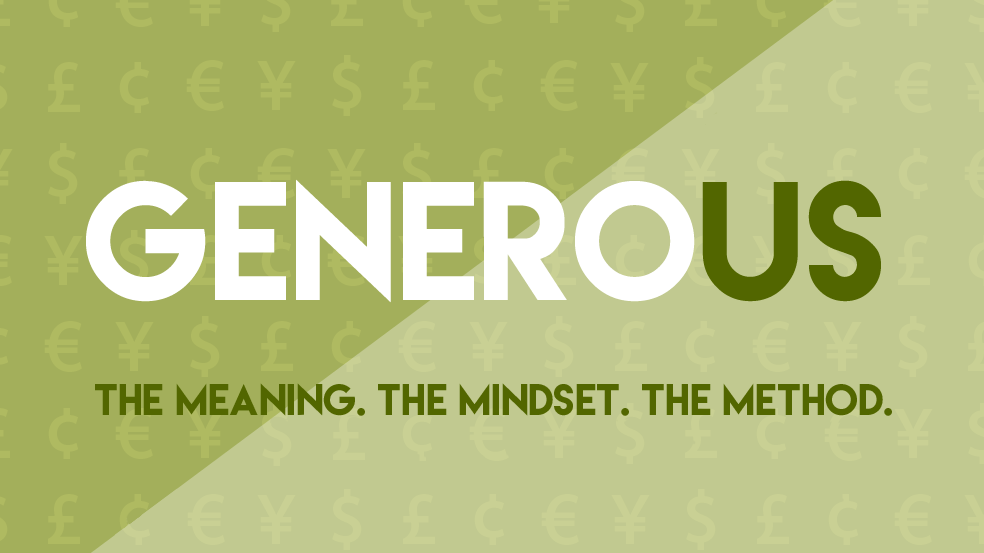 GENEROUS
THE MEANING. THE MINDSET. THE METHOD.